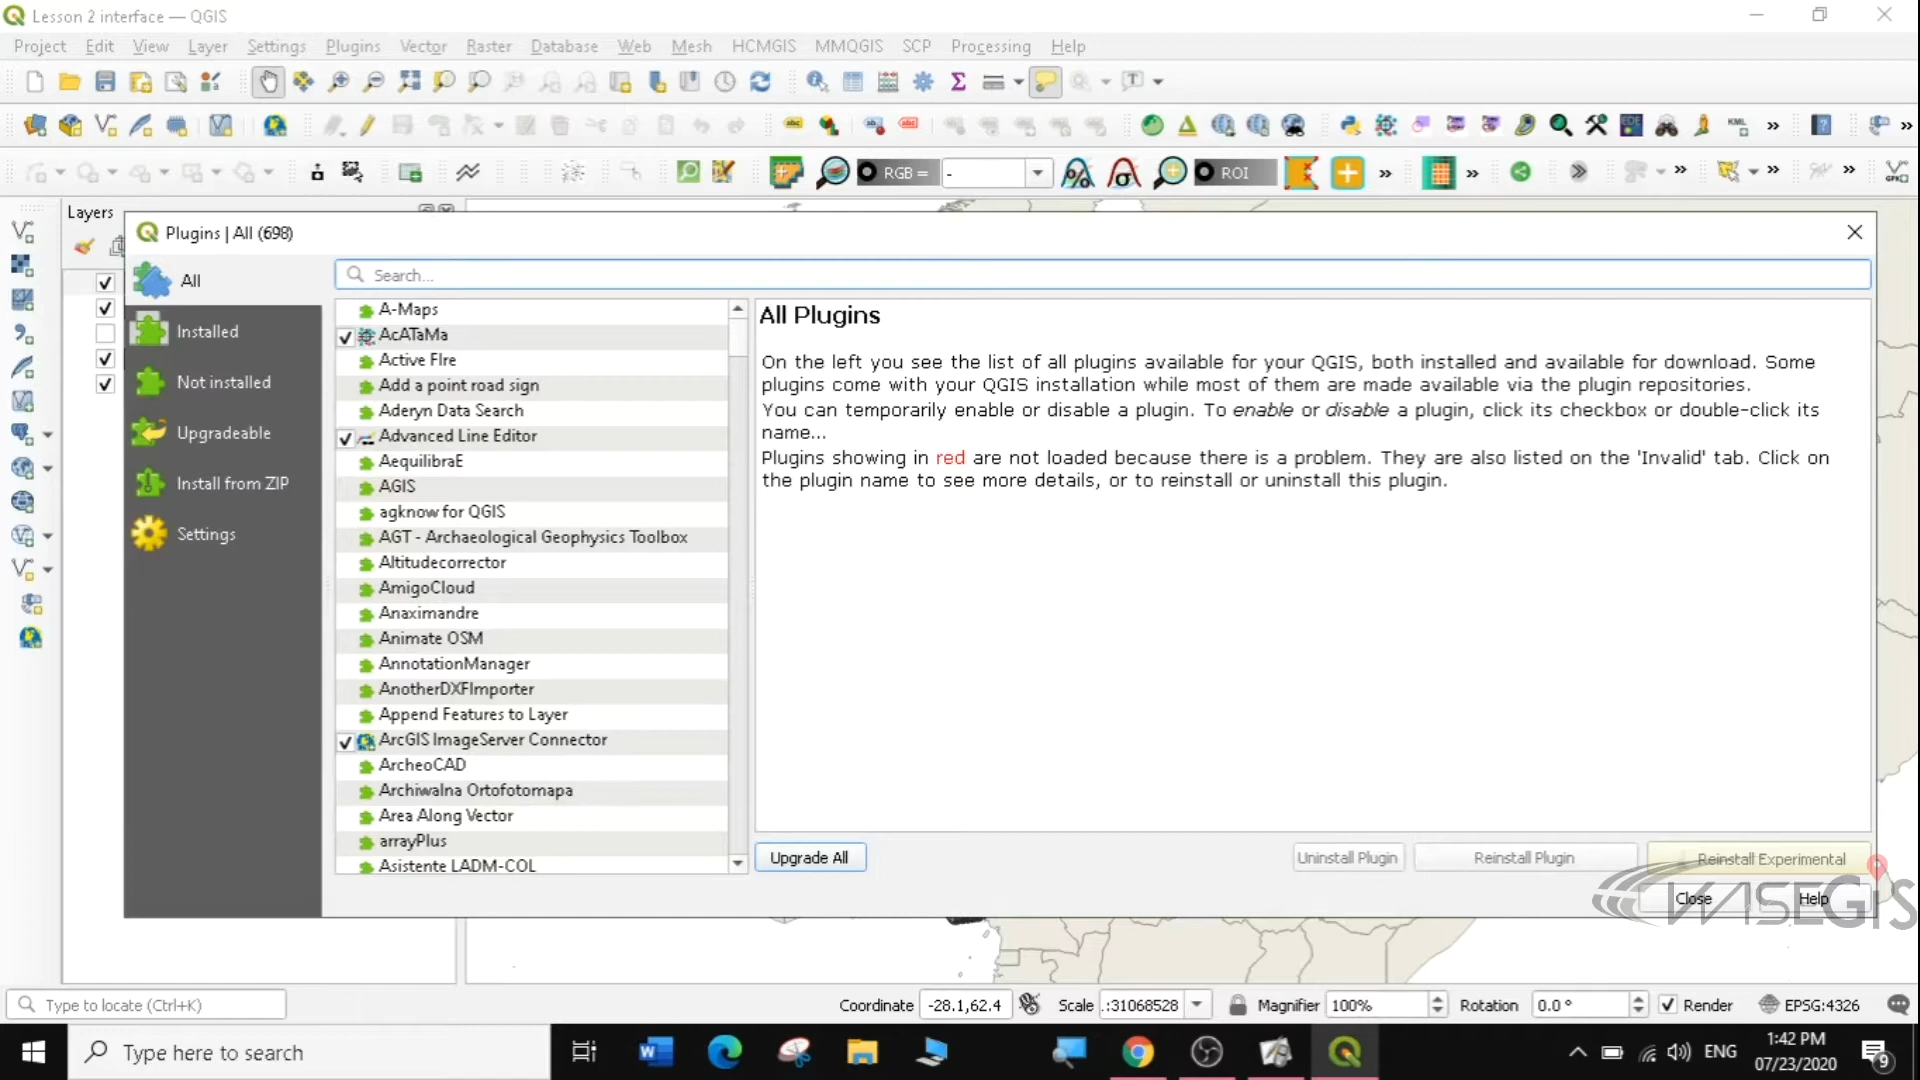 Lesson 2 interface — QGIS
Project Edit View Layer Settings Plugins Vector Raster Database Web Mesh HCMGIS MMQGIS SCP Processing Help
RGB = - ROI
Layers
Plugins | All (698)
All
Search...
Installed
Not installed
Upgradeable
Install from ZIP
Settings
A-Maps
AcATaMa
Active FIre
Add a point road sign
Aderyn Data Search
Advanced Line Editor
AequilibraE
AGIS
agknow for QGIS
AGT - Archaeological Geophysics Toolbox
Altitudecorrector
AmigoCloud
Anaximandre
Animate OSM
AnnotationManager
AnotherDXFImporter
Append Features to Layer
ArcGIS ImageServer Connector
ArcheoCAD
Archiwalna Ortofotomapa
Area Along Vector
arrayPlus
Asistente LADM-COL
All Plugins
On the left you see the list of all plugins available for your QGIS, both installed and available for download. Some
plugins come with your QGIS installation while most of them are made available via the plugin repositories.
You can temporarily enable or disable a plugin. To enable or disable a plugin, click its checkbox or double-click its
name...
Plugins showing in red are not loaded because there is a problem. They are also listed on the 'Invalid' tab. Click on
the plugin name to see more details, or to reinstall or uninstall this plugin.
Upgrade All Uninstall Plugin Reinstall Plugin Reinstall Experimental
Close Help
WASEGIS
Type to locate (Ctrl+K) Coordinate -28.1,62.4 Scale .:31068528 Magnifier 100% Rotation 0.0 ° Render EPSG:4326
Type here to search
ENG
1:42 PM
07/23/2020
9